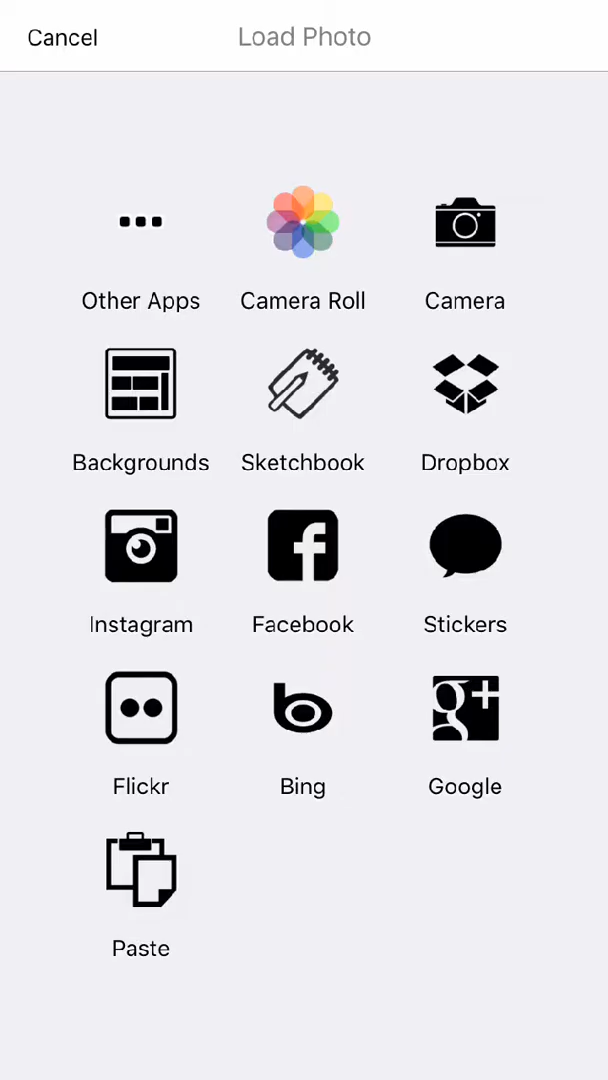 Cancel Load Photo
Other Apps Camera Roll Camera
Backgrounds Sketchbook Dropbox
Instagram Facebook Stickers
Flickr Bing Google
Paste